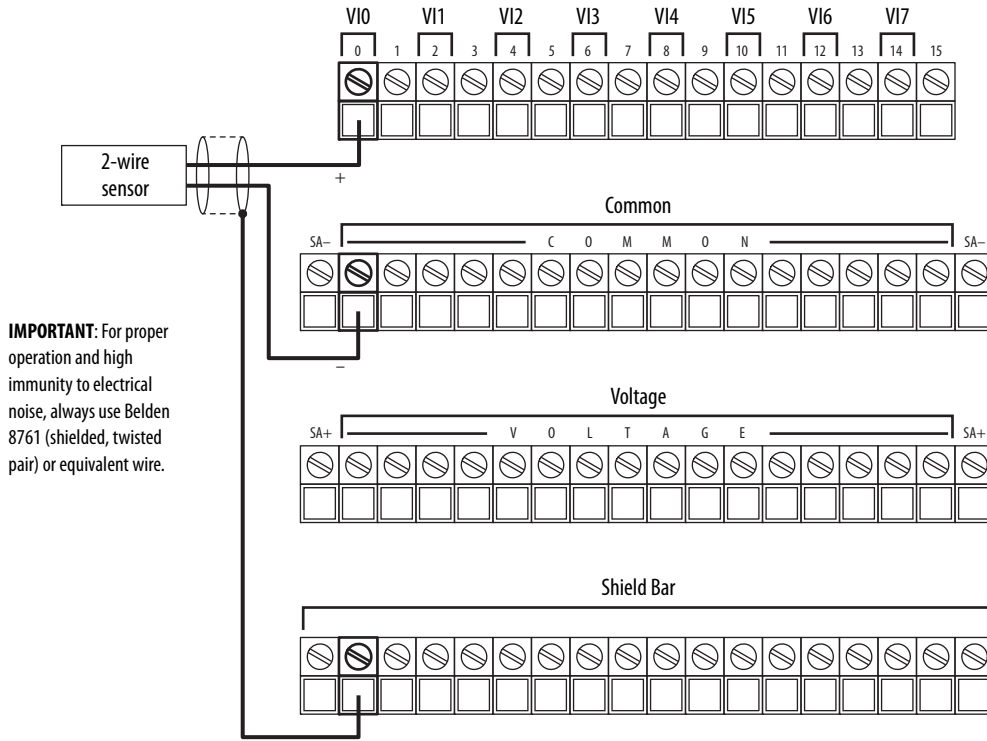 VI0 VI1 VI2 VI3 VI4 VI5 VI6 VI7
0 1 2 3 4 5 6 7 8 9 10 11 12 13 14 15
2-wire
sensor
+
Common
SA– C O M M O N SA–
–
IMPORTANT: For proper
operation and high
immunity to electrical
noise, always use Belden
8761 (shielded, twisted
pair) or equivalent wire.
Voltage
SA+ V O L T A G E SA+
Shield Bar